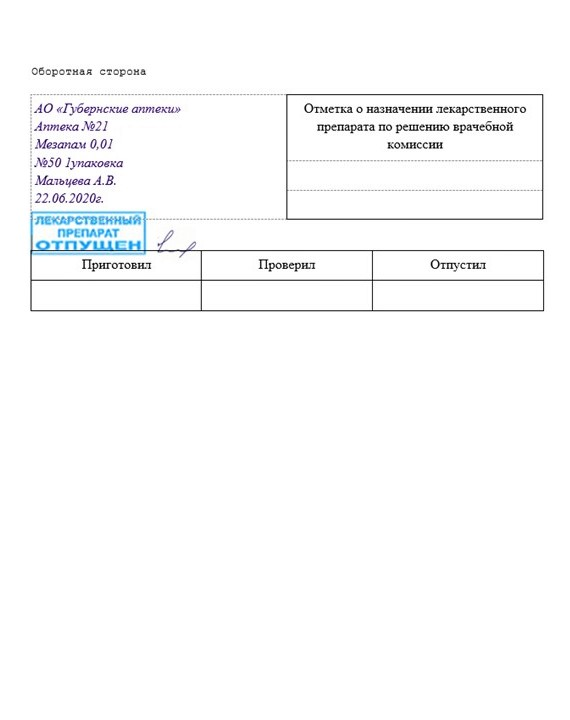 Оборотная сторона
АО «Губернские аптеки»
Аптека №21
Мезапам 0,01
№50 1упаковка
Мальцева А.В.
22.06.2020г.
Отметка о назначении лекарственного
препарата по решению врачебной
комиссии
ЛЕКАРСТВЕННЫЙ
ПРЕПАРАТ
ОТПУЩЕН
Приготовил
Проверил
Отпустил